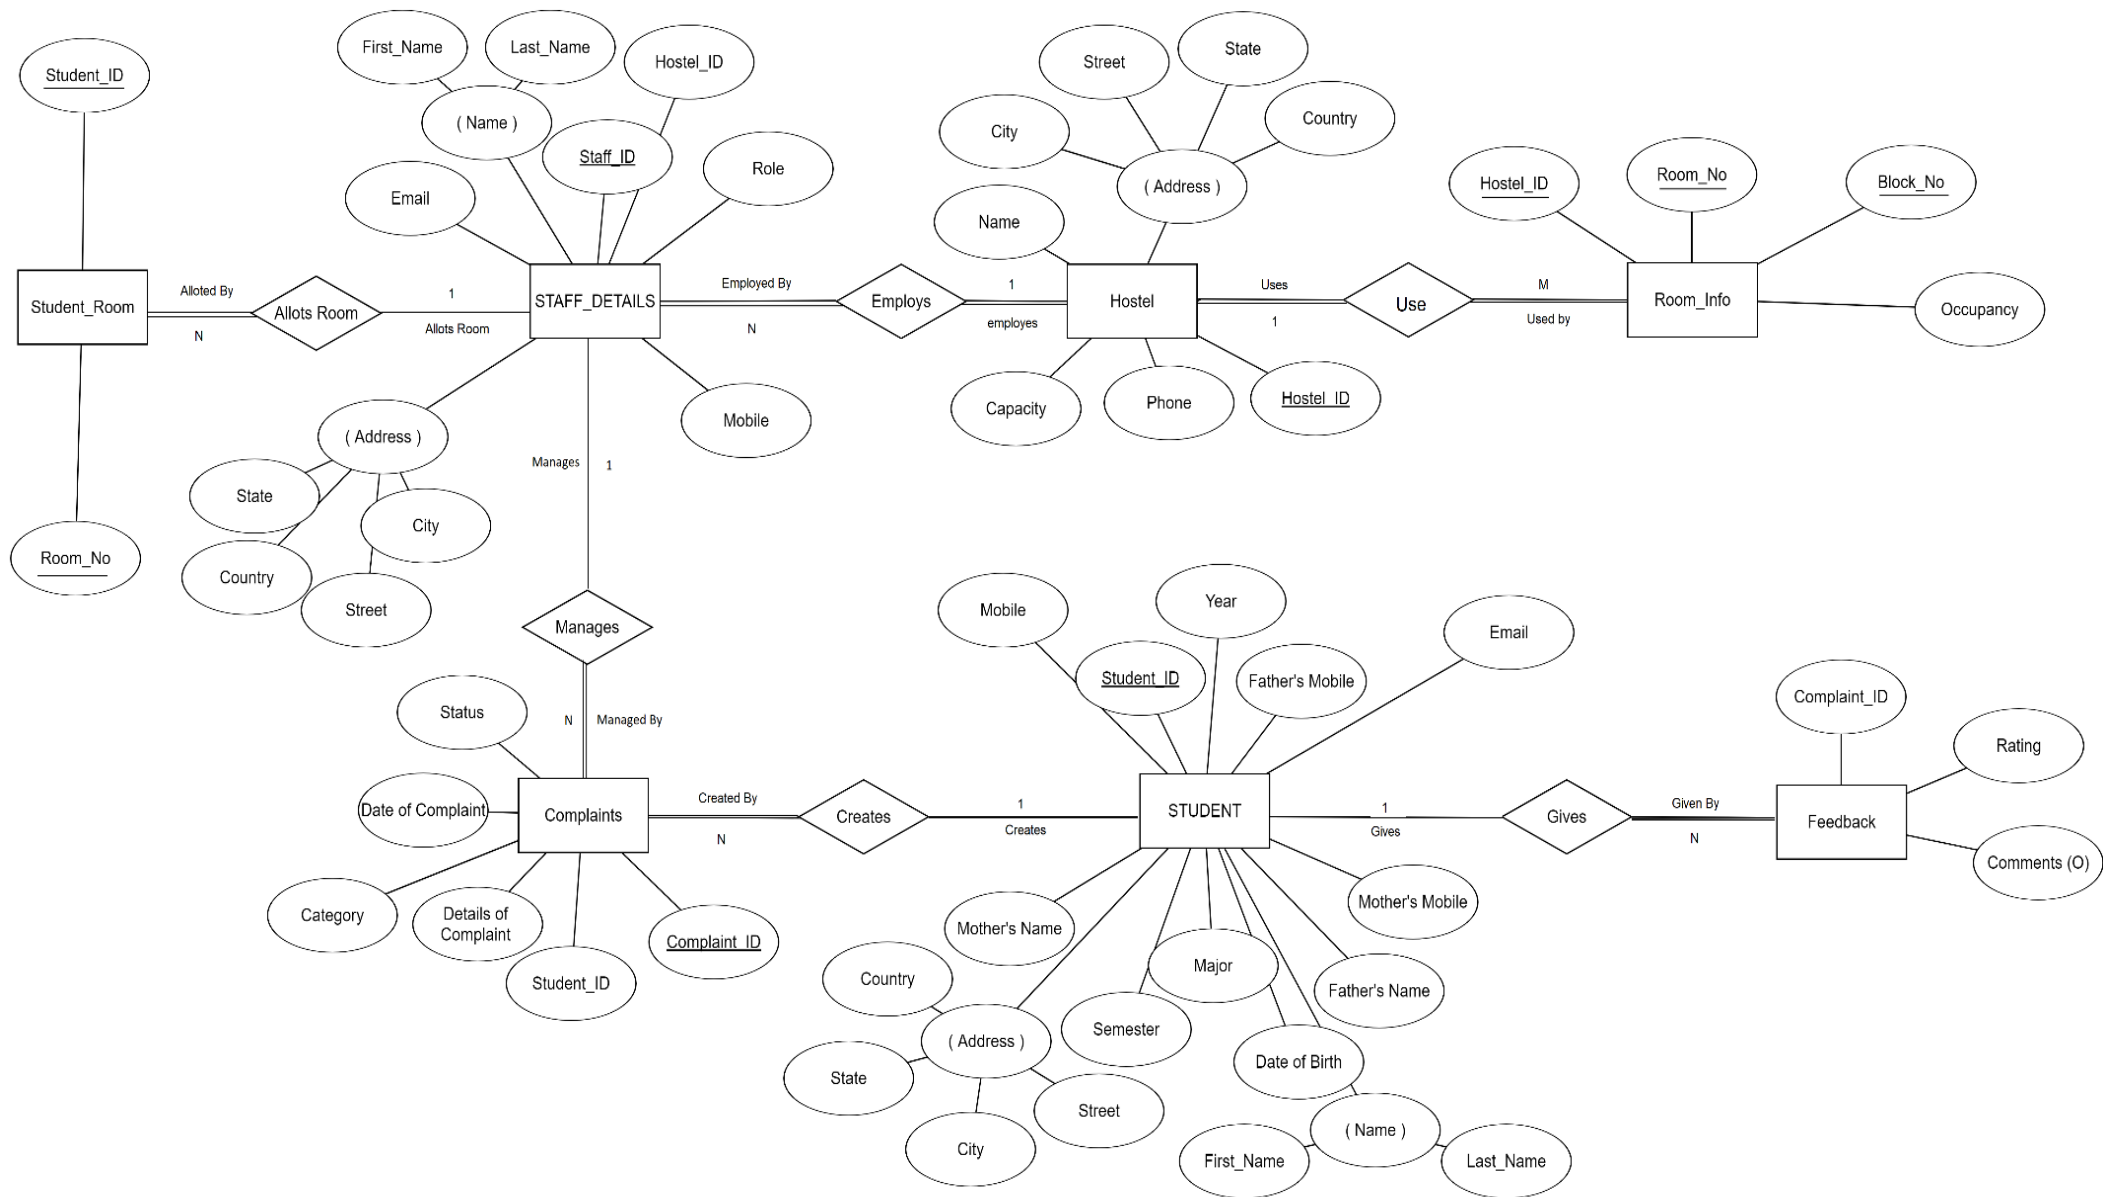 First_Name
Last_Name
Hostel_ID
Student_ID
( Name )
Staff_ID
Role
Email
Street
State
City
Country
( Address )
Name
Hostel_ID
Room_No
Block_No
Student_Room
Alloted By
N
Allots Room
1
Allots Room
STAFF_DETAILS
Employed By
N
Employs
1
employes
Hostel
Uses
1
Use
M
Used by
Room_Info
Occupancy
( Address )
State
City
Country
Street
Room_No
Mobile
Capacity
Phone
Hostel_ID
Manages
1
Manages
N
Managed By
Status
Date of Complaint
Complaints
Category
Details of
Complaint
Student_ID
Complaint_ID
Created By
N
Creates
1
Creates
Mobile
Year
Email
Student_ID
Father's Mobile
STUDENT
1
Gives
Gives
Given By
N
Complaint_ID
Rating
Feedback
Comments (O)
Mother's Name
Mother's Mobile
Major
Father's Name
Country
Semester
( Address )
Date of Birth
State
Street
City
( Name )
First_Name
Last_Name